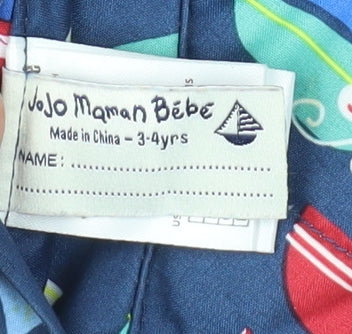 JoJo Maman Bébé
Made in China - 3-4yrs
NAME: ........................................
................................................